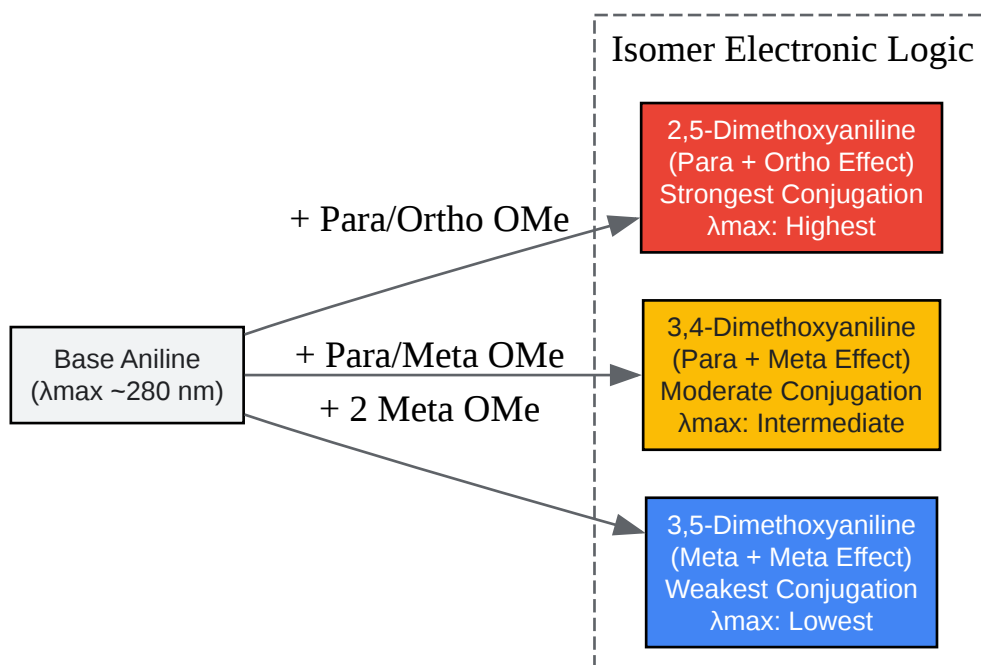 Isomer Electronic Logic
2,5-Dimethoxyaniline
(Para + Ortho Effect)
Strongest Conjugation
λmax: Highest
+ Para/Ortho OMe
Base Aniline
(λmax ~280 nm)
+ Para/Meta OMe
+ 2 Meta OMe
3,4-Dimethoxyaniline
(Para + Meta Effect)
Moderate Conjugation
λmax: Intermediate
3,5-Dimethoxyaniline
(Meta + Meta Effect)
Weakest Conjugation
λmax: Lowest